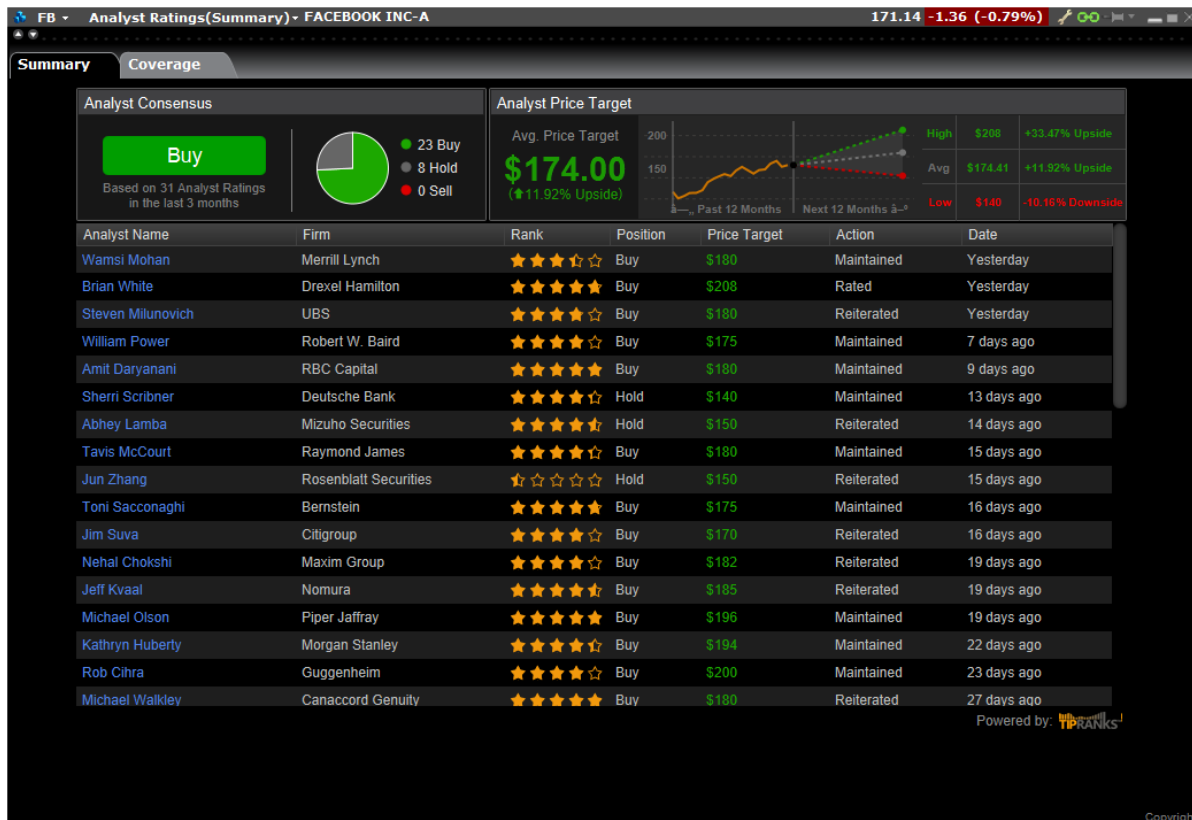 FB Analyst Ratings(Summary) FACEBOOK INC-A 171.14 -1.36 (-0.79%)
Summary Coverage
Analyst Consensus
Buy
Based on 31 Analyst Ratings
in the last 3 months
23 Buy
8 Hold
0 Sell
Analyst Price Target
Avg. Price Target
$174.00
(11.92% Upside)
200
150
â—„ Past 12 Months Next 12 Months â–º
High $208 +33.47% Upside
Avg $174.41 +11.92% Upside
Low $140 -10.16% Downside
Analyst Name Firm Rank Position Price Target Action Date
Wamsi Mohan Merrill Lynch Buy $180 Maintained Yesterday
Brian White Drexel Hamilton Buy $208 Rated Yesterday
Steven Milunovich UBS Buy $180 Reiterated Yesterday
William Power Robert W. Baird Buy $175 Maintained 7 days ago
Amit Daryanani RBC Capital Buy $180 Maintained 9 days ago
Sherri Scribner Deutsche Bank Hold $140 Maintained 13 days ago
Abhey Lamba Mizuho Securities Hold $150 Reiterated 14 days ago
Tavis McCourt Raymond James Buy $180 Maintained 15 days ago
Jun Zhang Rosenblatt Securities Hold $150 Reiterated 15 days ago
Toni Sacconaghi Bernstein Buy $175 Maintained 16 days ago
Jim Suva Citigroup Buy $170 Reiterated 16 days ago
Nehal Chokshi Maxim Group Buy $182 Reiterated 19 days ago
Jeff Kvaal Nomura Buy $185 Reiterated 19 days ago
Michael Olson Piper Jaffray Buy $196 Maintained 19 days ago
Kathryn Huberty Morgan Stanley Buy $194 Maintained 22 days ago
Rob Cihra Guggenheim Buy $200 Maintained 23 days ago
Michael Walkley Canaccord Genuity Buy $180 Reiterated 27 days ago
Powered by: TIPRANKS
Copyrigh